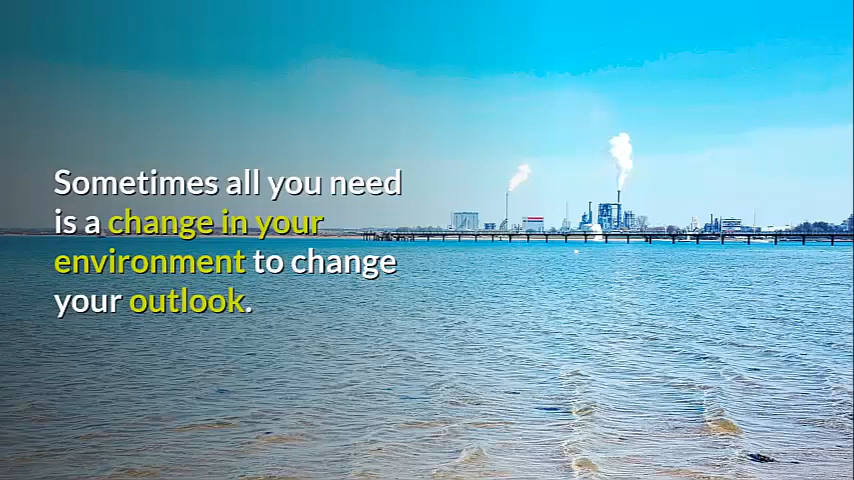 Sometimes all you need
is a change in your
environment to change
your outlook.